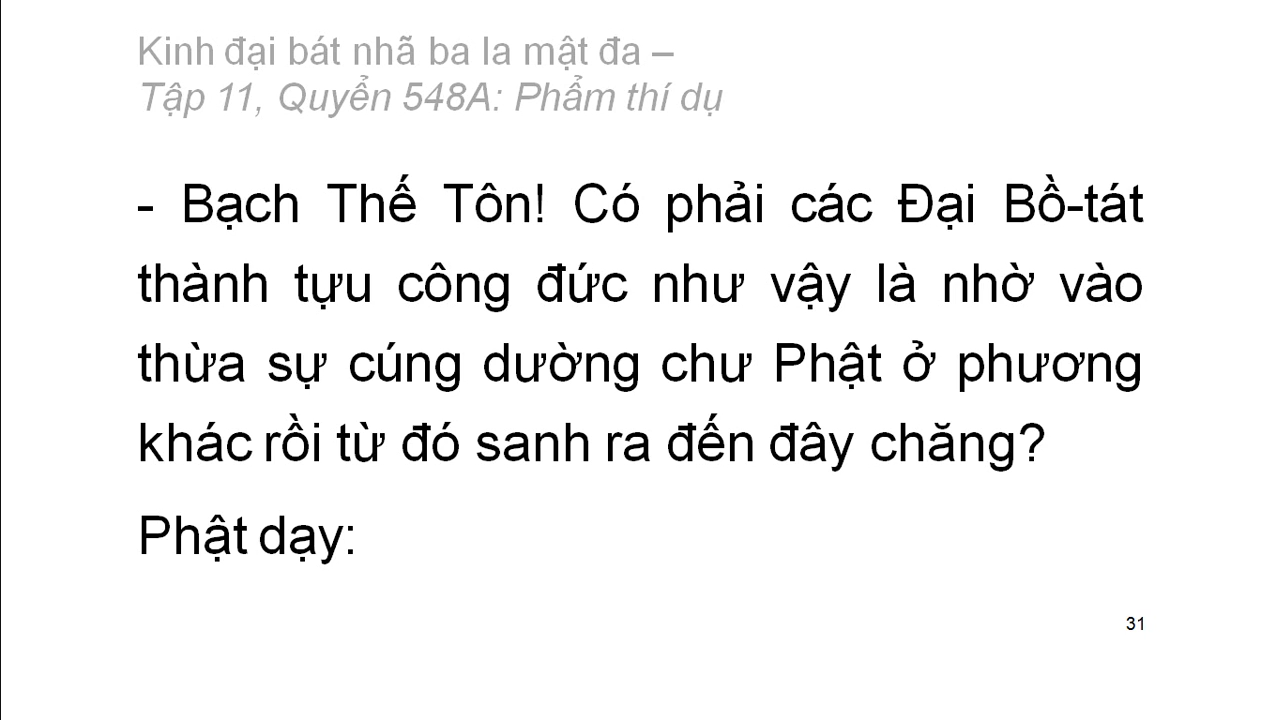 Kinh đại bát nhã ba la mật đa –
Tập 11, Quyển 548A: Phẩm thí dụ
- Bạch Thế Tôn! Có phải các Đại Bồ-tát
thành tựu công đức như vậy là nhờ vào
thừa sự cúng dường chư Phật ở phương
khác rồi từ đó sanh ra đến đây chăng?
Phật dạy:
31